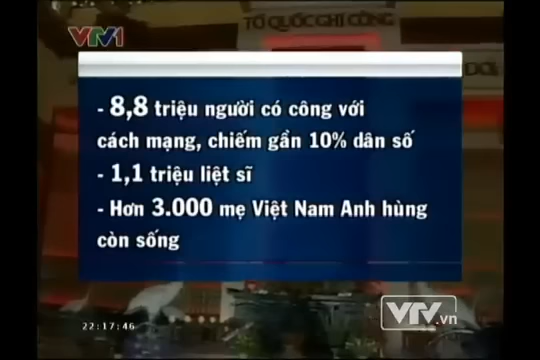 VTV1
TỔ QUỐC GHI CÔNG
- 8,8 triệu người có công với
cách mạng, chiếm gần 10% dân số
- 1,1 triệu liệt sĩ
- Hơn 3.000 mẹ Việt Nam Anh hùng
còn sống
22:17:46
VTV.vn